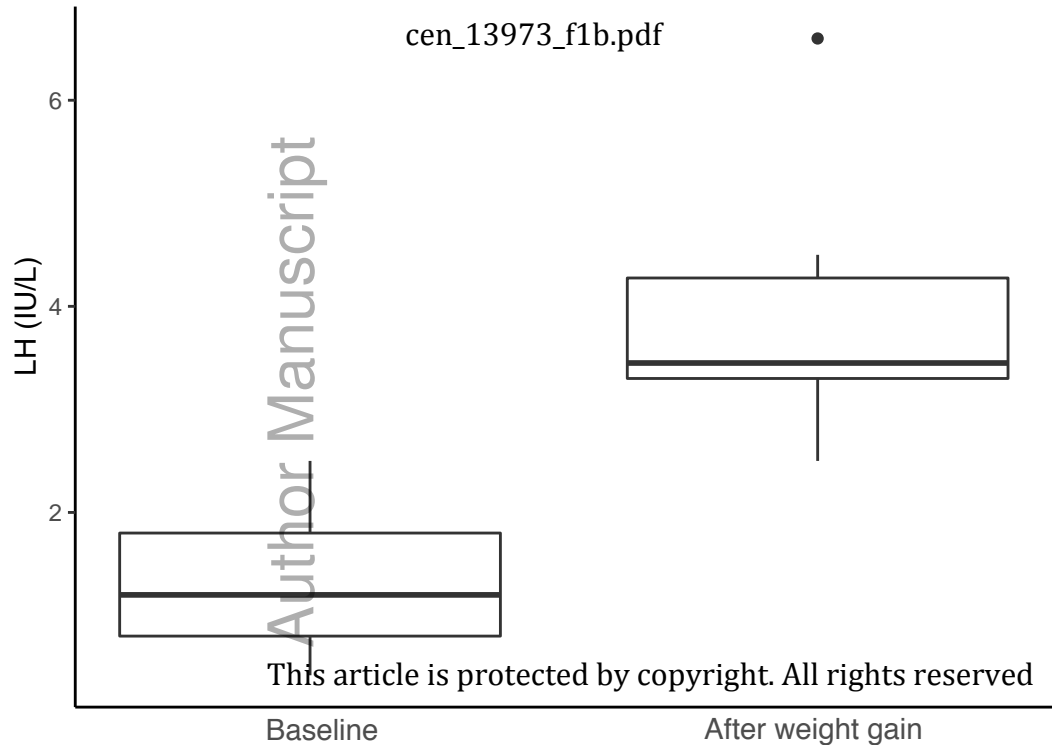 cen_13973_f1b.pdf
6
4
2
LH (IU/L)
Author Manuscript
This article is protected by copyright. All rights reserved
Baseline
After weight gain